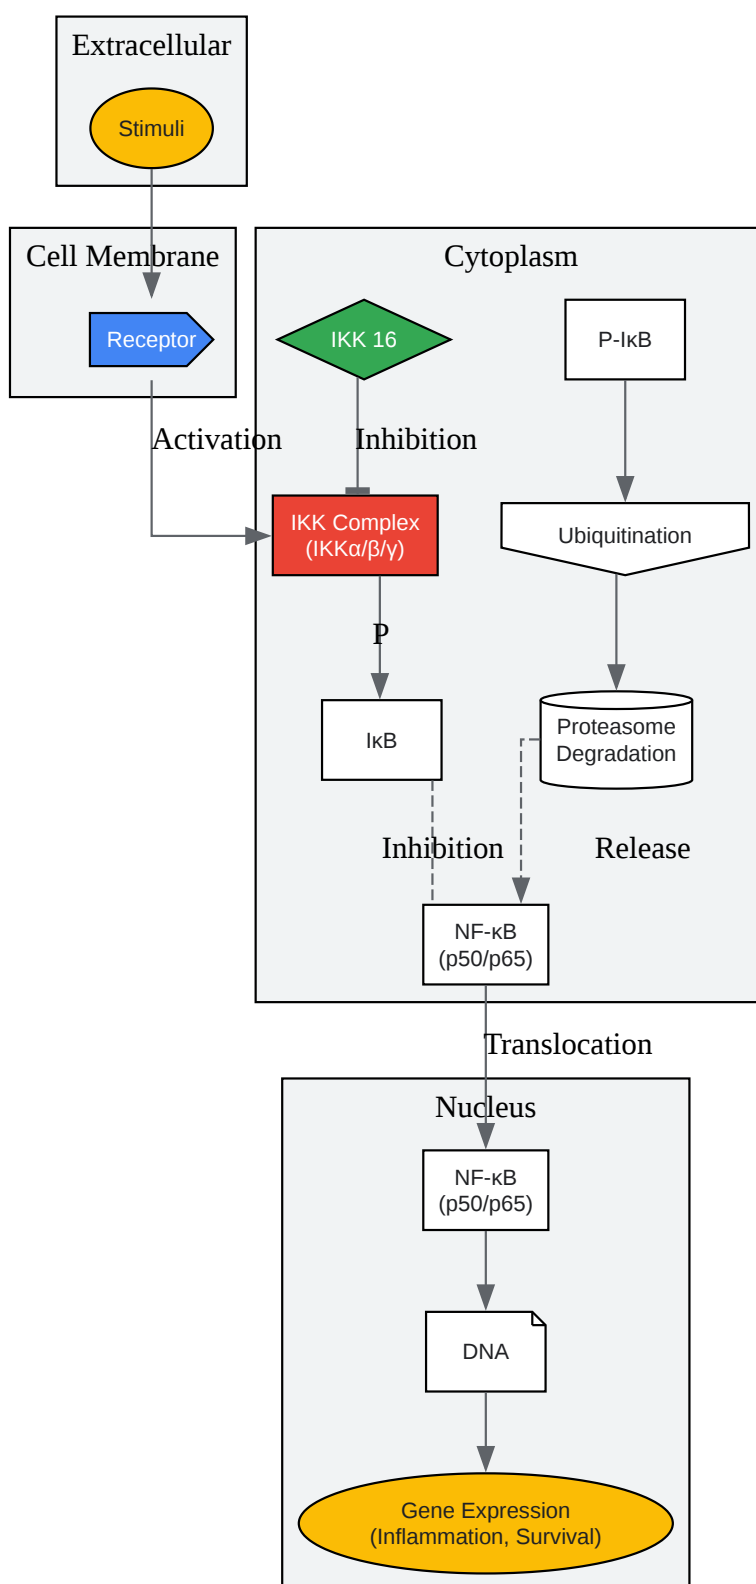 Extracellular
Stimuli
Cell Membrane
Receptor
Cytoplasm
IKK 16
P-IκB
Activation
Inhibition
IKK Complex
(IKKα/β/γ)
Ubiquitination
P
IκB
Proteasome
Degradation
Inhibition
Release
NF-κB
(p50/p65)
Translocation
Nucleus
NF-κB
(p50/p65)
DNA
Gene Expression
(Inflammation, Survival)